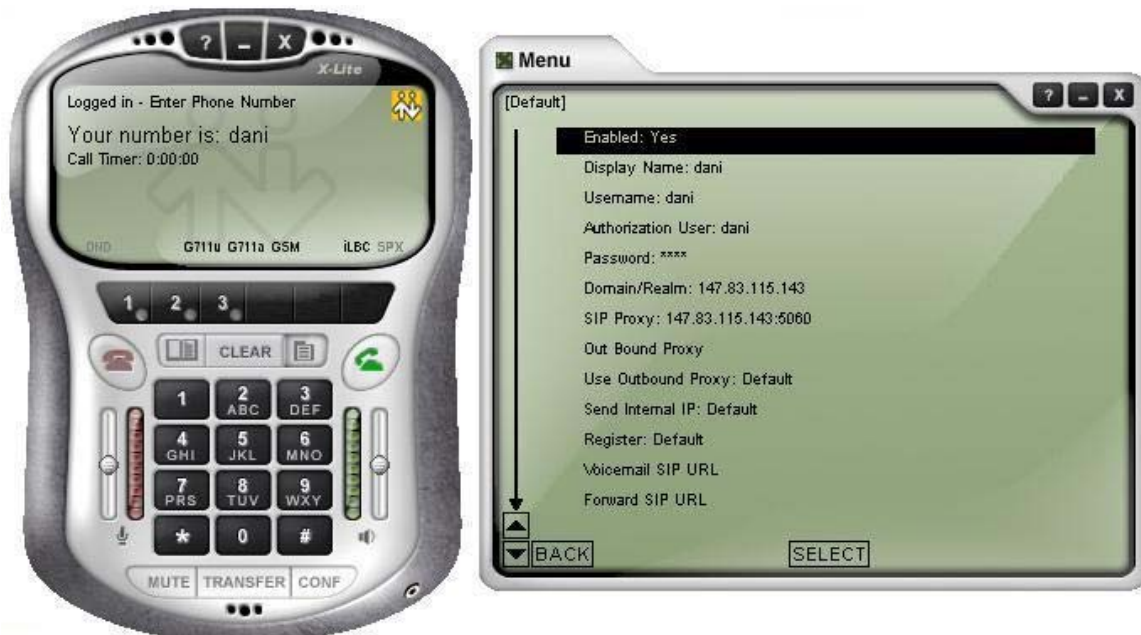 ? - X
X-Lite
Logged in - Enter Phone Number
Your number is: dani
Call Timer: 0:00:00
DND G711u G711a GSM iLBC SPX
1 2 3
CLEAR
1 2 ABC 3 DEF
4 GHI 5 JKL 6 MNO
7 PRS 8 TUV 9 WXY
* 0 #
MUTE TRANSFER CONF
Menu
? - X
[Default]
Enabled: Yes
Display Name: dani
Username: dani
Authorization User: dani
Password: ****
Domain/Realm: 147.83.115.143
SIP Proxy: 147.83.115.143:5060
Out Bound Proxy
Use Outbound Proxy: Default
Send Internal IP: Default
Register: Default
Voicemail SIP URL
Forward SIP URL
BACK SELECT